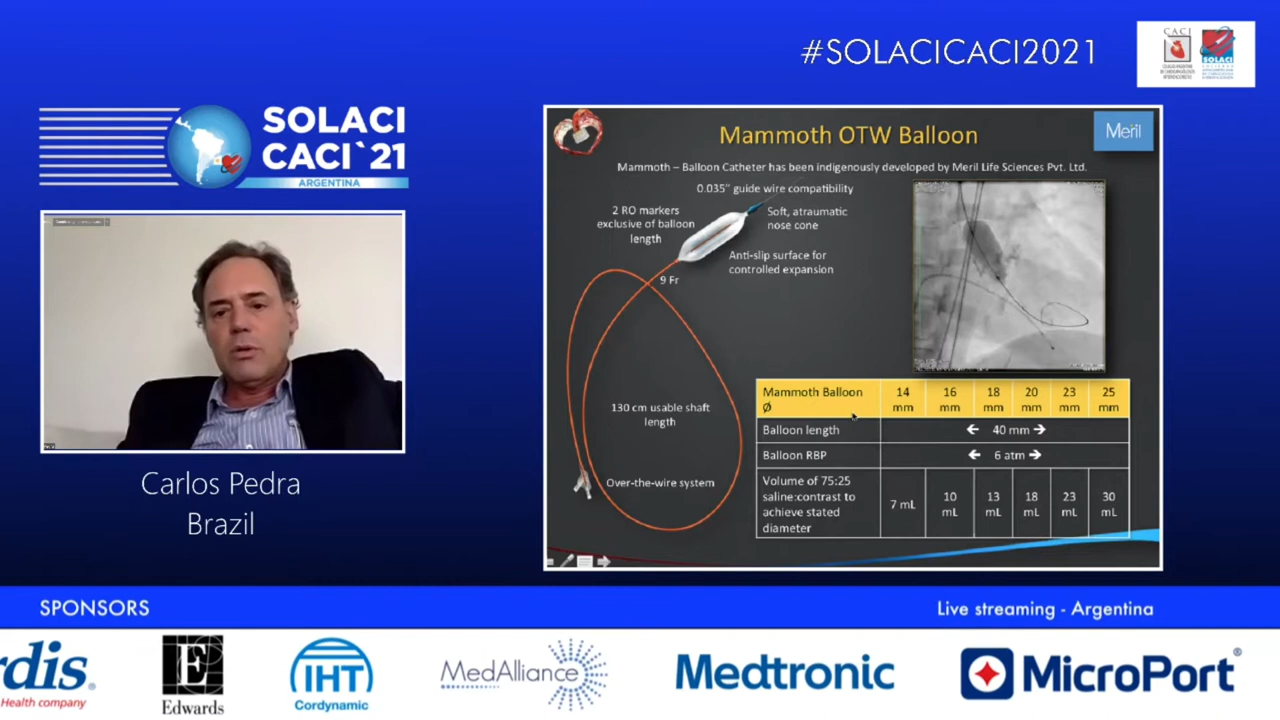 #SOLACICACI2021
CACI
SOLACI
SOLACI
CACI`21
ARGENTINA
Carlos Pedra
Brazil
Mammoth OTW Balloon
Meril
Mammoth – Balloon Catheter has been indigenously developed by Meril Life Sciences Pvt. Ltd.
0.035” guide wire compatibility
2 RO markers
exclusive of balloon
length
Soft, atraumatic
nose cone
Anti-slip surface for
controlled expansion
9 Fr
130 cm usable shaft
length
Over-the-wire system
Mammoth Balloon Ø 14 mm 16 mm 18 mm 20 mm 23 mm 25 mm
Balloon length 40 mm
Balloon RBP 6 atm
Volume of 75:25 saline:contrast to achieve stated diameter 7 mL 10 mL 13 mL 18 mL 23 mL 30 mL
SPONSORS
Live streaming - Argentina
rdis®
Health company
E
Edwards
IHT
Cordynamic
MedAlliance
Medtronic
MicroPort®